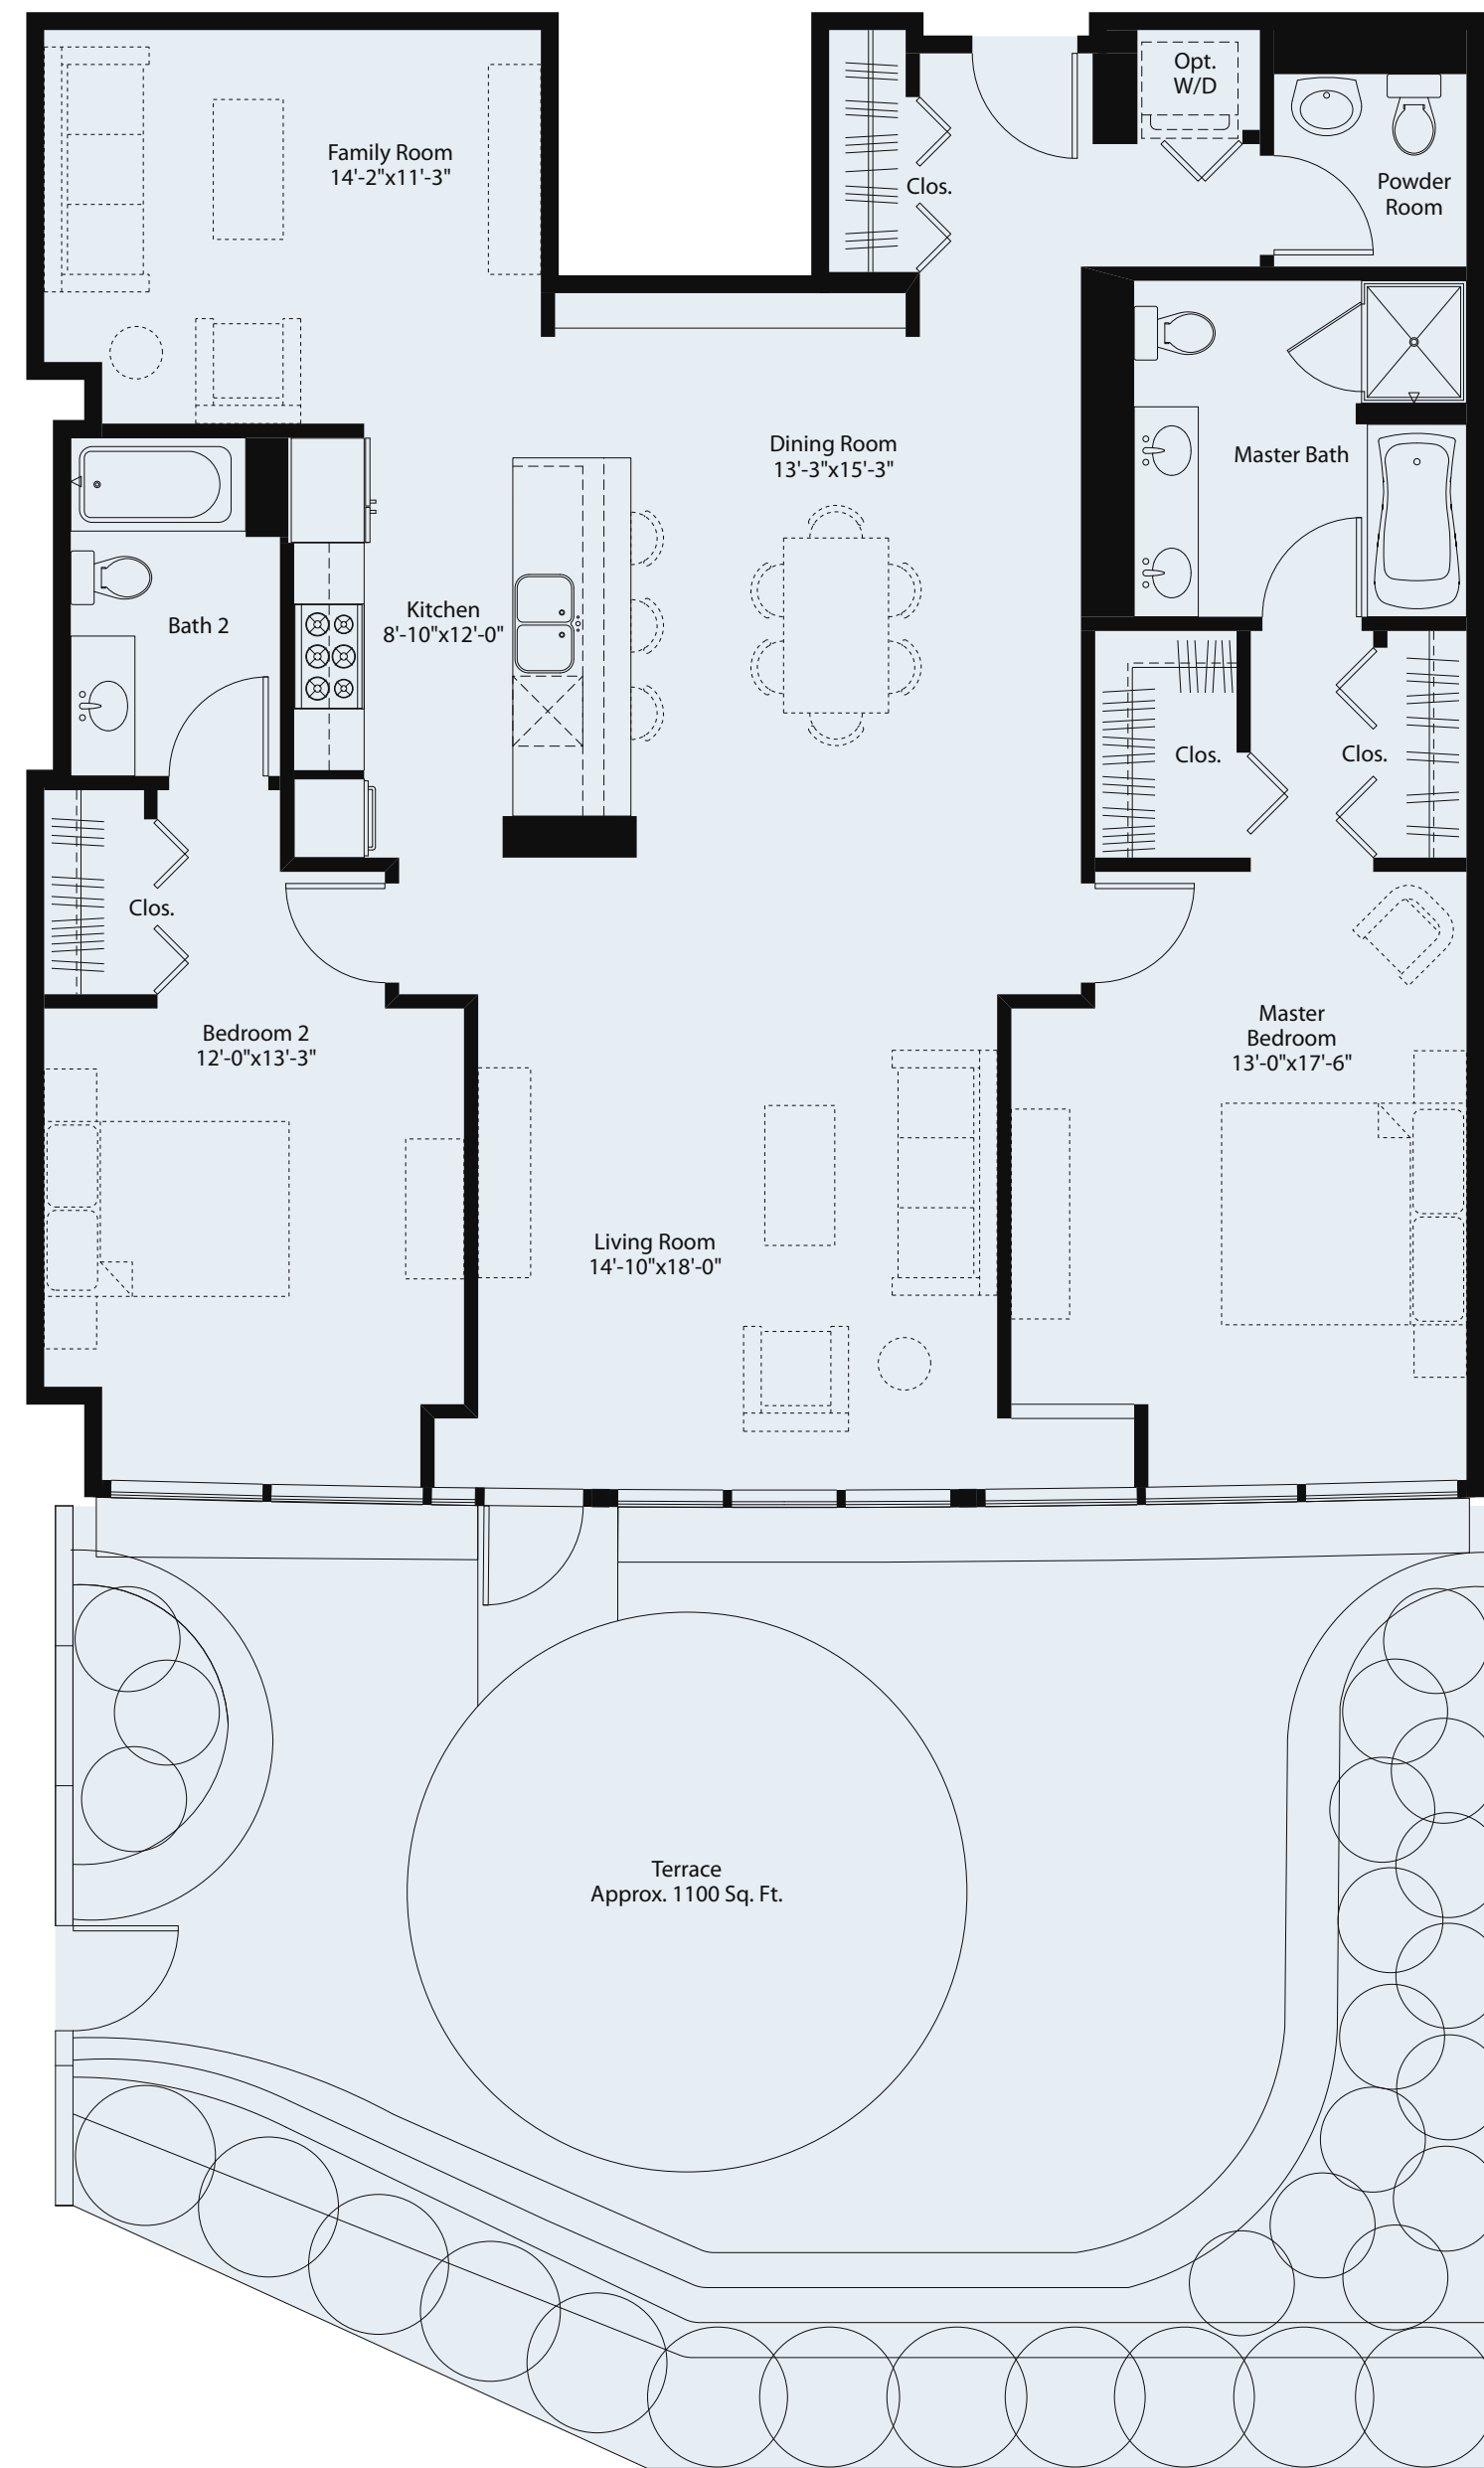 Opt.
W/D
Family Room
14'-2"x11'-3"
Clos.
Powder
Room
Dining Room
13'-3"x15'-3"
Master Bath
Kitchen
8'-10"x12'-0"
Bath 2
Clos.
Clos.
Clos.
Bedroom 2
12'-0"x13'-3"
Master
Bedroom
13'-0"x17'-6"
Living Room
14'-10"x18'-0"
Terrace
Approx. 1100 Sq. Ft.